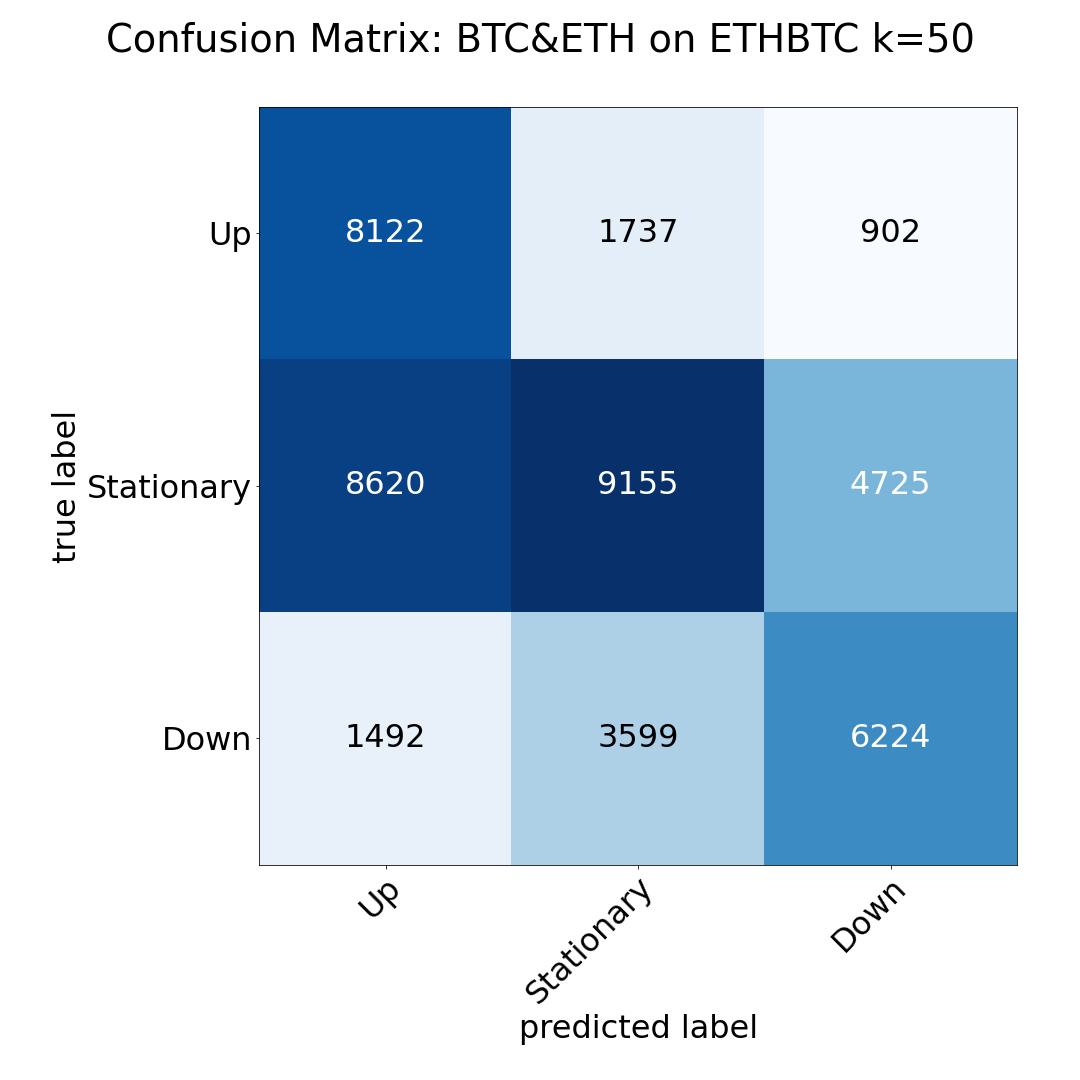 Confusion Matrix: BTC&ETH on ETHBTC k=50
Up 8122 1737 902
true label
Stationary 8620 9155 4725
Down 1492 3599 6224
Up Stationary Down
predicted label